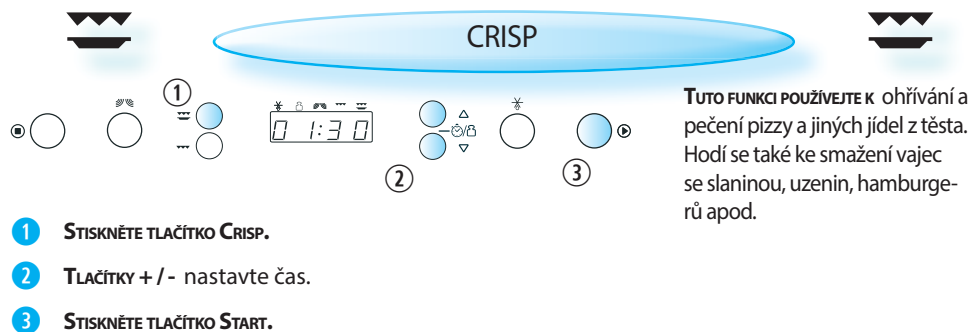 CRISP
1
01:30
2
3
TUTO FUNKCI POUŽÍVEJTE K ohřívání a
pečení pizzy a jiných jídel z těsta.
Hodí se také ke smažení vajec
se slaninou, uzenin, hamburge-
rů apod.
1 STISKNĚTE TLAČÍTKO CRISP.
2 TLAČÍTKY + / - nastavte čas.
3 STISKNĚTE TLAČÍTKO START.